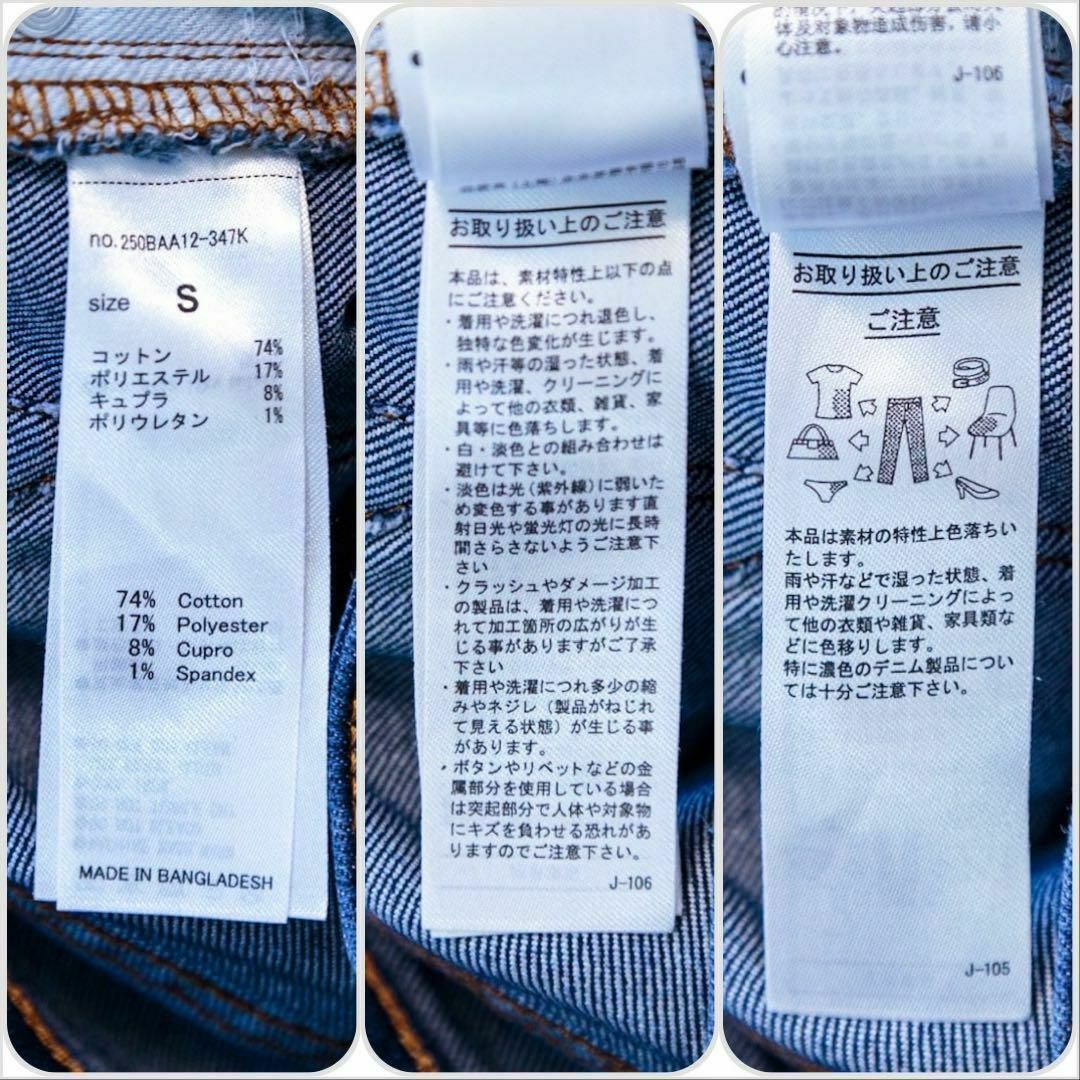 no. 250BAA12-347K
size S
コットン 74%
ポリエステル 17%
キュプラ 8%
ポリウレタン 1%
74% Cotton
17% Polyester
8% Cupro
1% Spandex
MADE IN BANGLADESH
お取り扱い上のご注意
本品は、素材特性上以下の点
にご注意ください。
・着用や洗濯につれ退色し、
独特な色変化が生じます。
・雨や汗等の湿った状態、着
用や洗濯、クリーニングに
よって他の衣類、雑貨、家
具等に色落ちします。
・白・淡色との組み合わせは
避けて下さい。
・淡色は光(紫外線)に弱いた
め変色する事があります直
射日光や蛍光灯の光に長時
間さらさないようご注意下
さい
・クラッシュやダメージ加工
の製品は、着用や洗濯につ
れて加工箇所の広がりが生
じる事がありますがご了承
下さい
・着用や洗濯につれ多少の縮
みやネジレ(製品がねじれ
て見える状態)が生じる事
があります。
・ボタンやリベットなどの金
属部分を使用している場合
は突起部分で人体や対象物
にキズを負わせる恐れがあ
りますのでご注意下さい。
J-106
体及对象物造成伤害,请小
心注意。
J-106
お取り扱い上のご注意
ご注意
本品は素材の特性上色落ちい
たします。
雨や汗などで湿った状態、着
用や洗濯クリーニングによっ
て他の衣類や雑貨、家具類な
どに色移りします。
特に濃色のデニム製品につい
ては十分ご注意下さい。
J-105